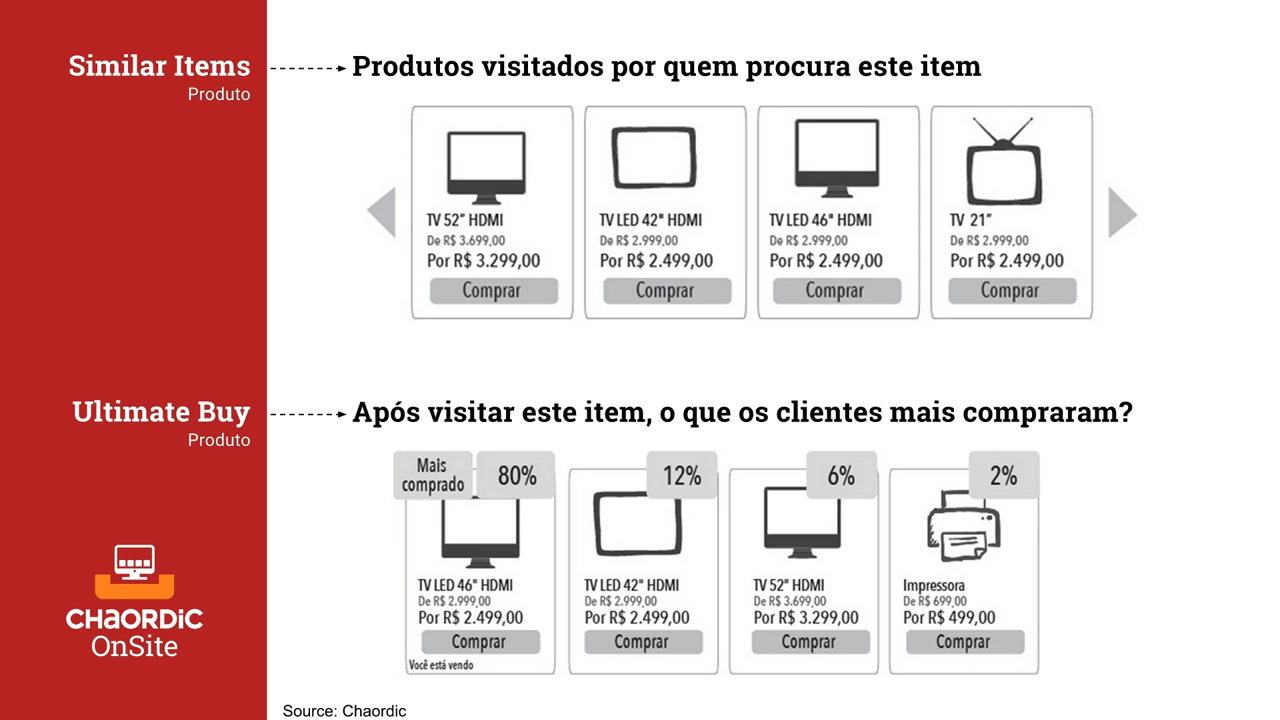 Similar Items
Produto
Produtos visitados por quem procura este item
TV 52” HDMI
De R$ 3.699,00
Por R$ 3.299,00
Comprar
TV LED 42" HDMI
De R$ 2.999,00
Por R$ 2.499,00
Comprar
TV LED 46" HDMI
De R$ 2.999,00
Por R$ 2.499,00
Comprar
TV 21”
De R$ 2.999,00
Por R$ 2.499,00
Comprar
Ultimate Buy
Produto
Após visitar este item, o que os clientes mais compraram?
Mais
comprado
80%
TV LED 46" HDMI
De R$ 2.999,00
Por R$ 2.499,00
Comprar
Você está vendo
12%
TV LED 42" HDMI
De R$ 2.999,00
Por R$ 2.499,00
Comprar
6%
TV 52” HDMI
De R$ 3.699,00
Por R$ 3.299,00
Comprar
2%
Impressora
De R$ 699,00
Por R$ 499,00
Comprar
CHAORDIC
OnSite
Source: Chaordic